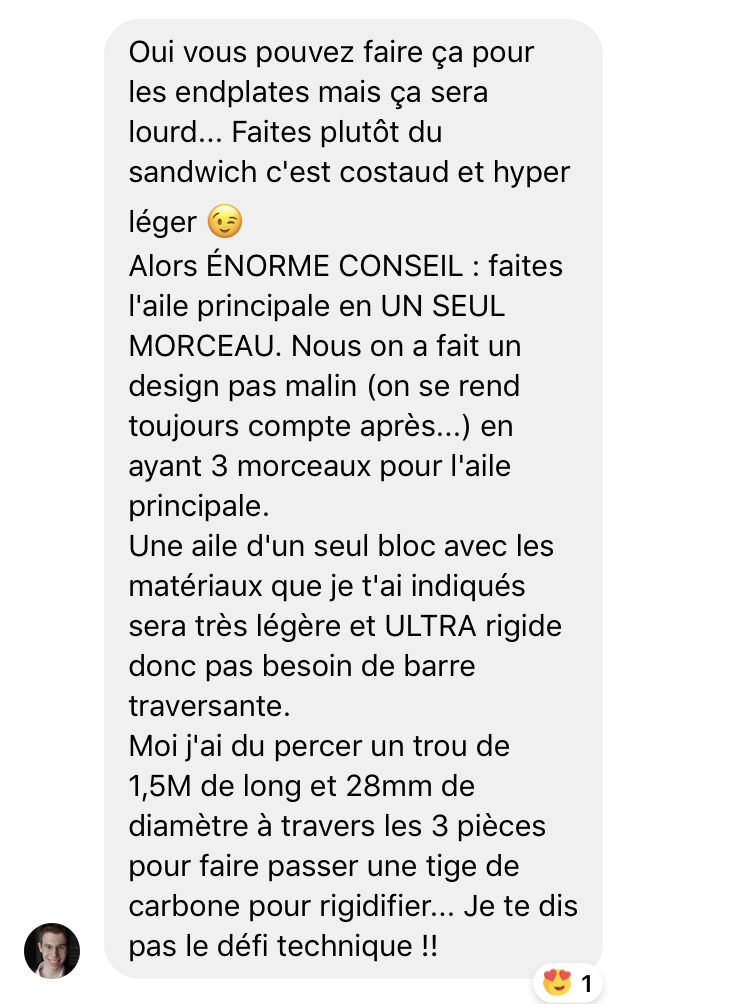 Oui vous pouvez faire ça pour
les endplates mais ça sera
lourd... Faites plutôt du
sandwich c'est costaud et hyper
léger 😉
Alors ÉNORME CONSEIL : faites
l'aile principale en UN SEUL
MORCEAU. Nous on a fait un
design pas malin (on se rend
toujours compte après...) en
ayant 3 morceaux pour l'aile
principale.
Une aile d'un seul bloc avec les
matériaux que je t'ai indiqués
sera très légère et ULTRA rigide
donc pas besoin de barre
traversante.
Moi j'ai du percer un trou de
1,5M de long et 28mm de
diamètre à travers les 3 pièces
pour faire passer une tige de
carbone pour rigidifier... Je te dis
pas le défi technique !!
😍 1